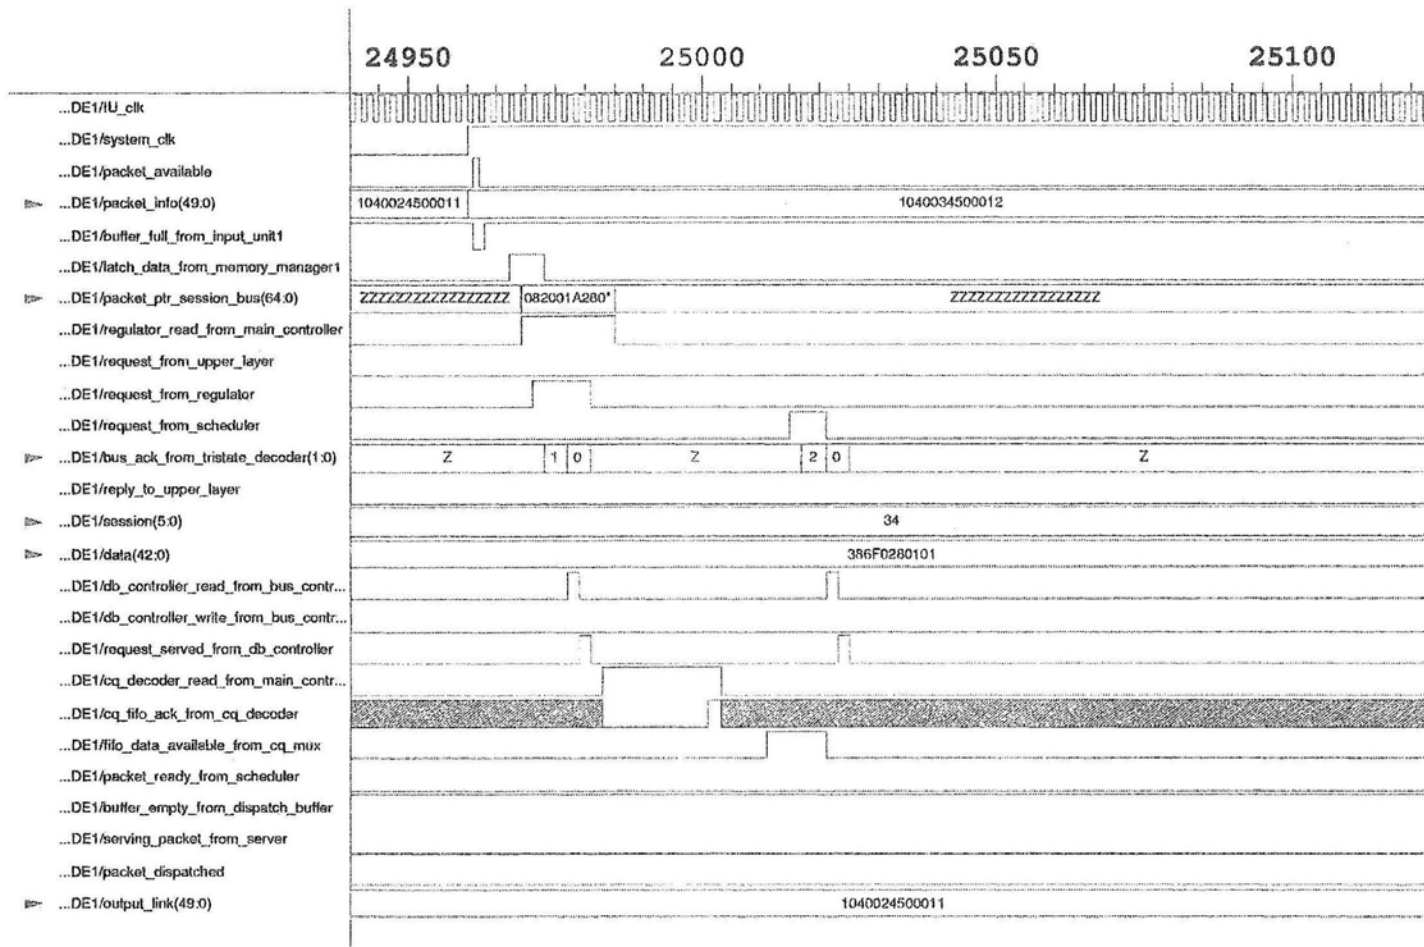 24950 25000 25050 25100
...DE1/IU_clk
...DE1/system_clk
...DE1/packet_available
...DE1/packet_info(49:0) 1040024500011 1040034500012
...DE1/buffer_full_from_input_unit1
...DE1/latch_data_from_memory_manager1
...DE1/packet_ptr_session_bus(64:0) ZZZZZZZZZZZZZZZZZ 082001A280* ZZZZZZZZZZZZZZZZZ
...DE1/regulator_read_from_main_controller
...DE1/request_from_upper_layer
...DE1/request_from_regulator
...DE1/request_from_scheduler
...DE1/bus_ack_from_tristate_decoder(1:0) Z 1 0 Z 2 0 Z
...DE1/reply_to_upper_layer
...DE1/session(5:0) 34
...DE1/data(42:0) 386F0280101
...DE1/db_controller_read_from_bus_contr...
...DE1/db_controller_write_from_bus_contr...
...DE1/request_served_from_db_controller
...DE1/cq_decoder_read_from_main_contr...
...DE1/cq_fifo_ack_from_cq_decoder
...DE1/fifo_data_available_from_cq_mux
...DE1/packet_ready_from_scheduler
...DE1/buffer_empty_from_dispatch_buffer
...DE1/serving_packet_from_server
...DE1/packet_dispatched
...DE1/output_link(49:0) 1040024500011